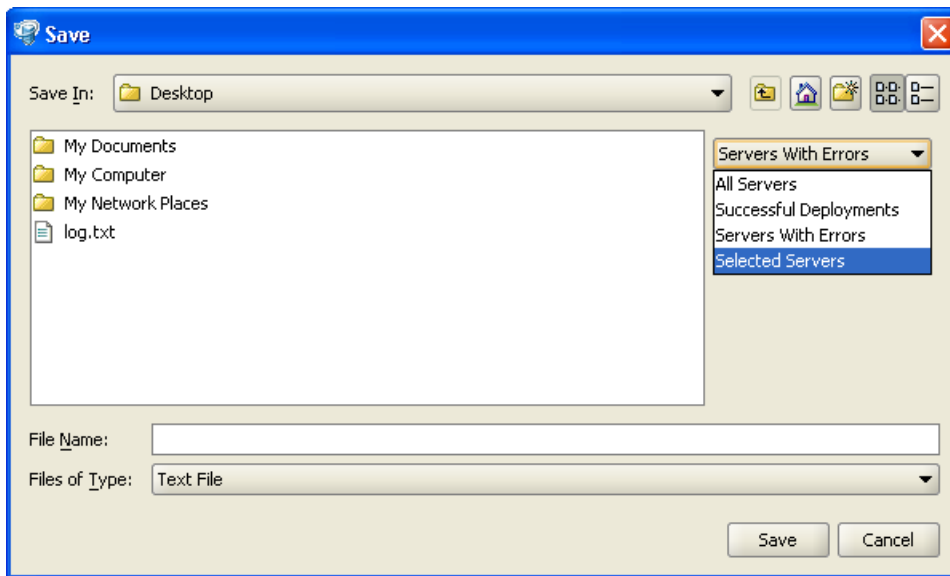 Save
Save In: Desktop
My Documents
My Computer
My Network Places
log.txt
Servers With Errors
All Servers
Successful Deployments
Servers With Errors
Selected Servers
File Name:
Files of Type: Text File
Save Cancel